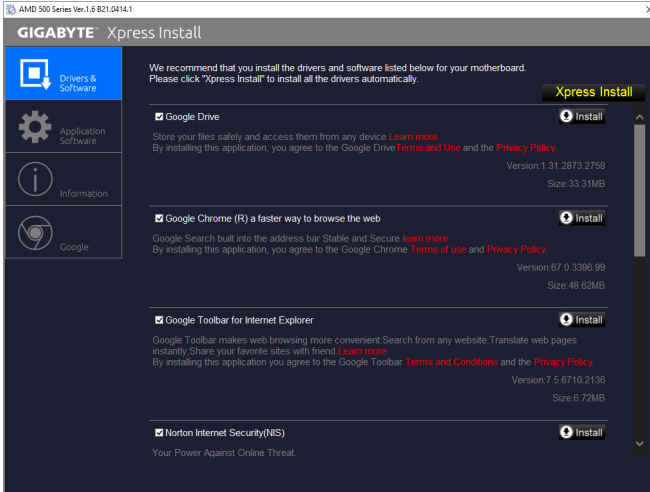 AMD 500 Series Ver.1.6 B21.0414.1
GIGABYTE™ Xpress Install
Drivers &
Software
Application
Software
Information
Google
We recommend that you install the drivers and software listed below for your motherboard.
Please click "Xpress Install" to install all the drivers automatically.
Xpress Install
Google Drive Install
Store your files safely and access them from any device.Learn more
By installing this application, you agree to the Google DriveTerms and Use and the Privacy Policy.
Version:1.31.2873.2758
Size:33.31MB
Google Chrome (R) a faster way to browse the web Install
Google Search built into the address bar Stable and Secure learn more
By installing this application, you agree to the Google Chrome Terms of use and Privacy Policy.
Version:67.0.3396.99
Size:48.62MB
Google Toolbar for Internet Explorer Install
Google Toolbar makes web browsing more convenient:Search from any website;Translate web pages
instantly;Share your favorite sites with friend.Learn more
By installing this application you agree to the Google Toolbar Terms and Conditions and the Privacy Policy.
Version:7.5.6710.2136
Size:6.72MB
Norton Internet Security(NIS) Install
Your Power Against Online Threat.